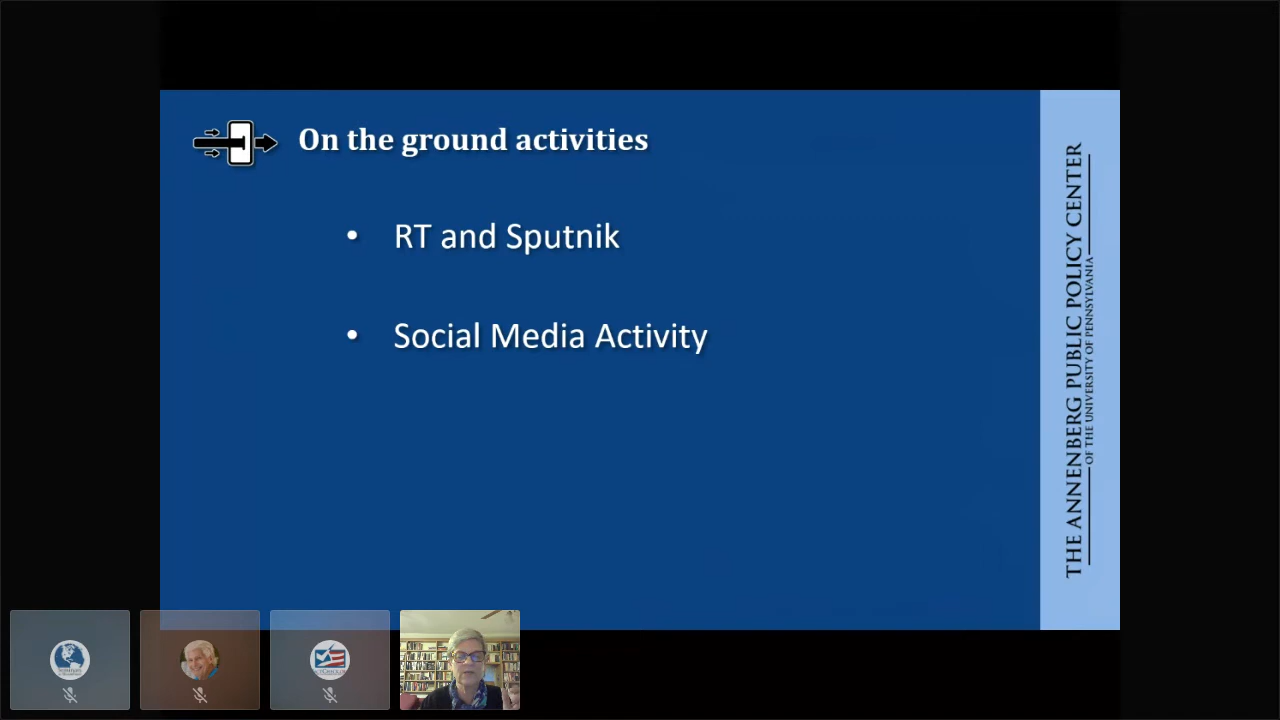 On the ground activities
• RT and Sputnik
• Social Media Activity
THE ANNENBERG PUBLIC POLICY CENTER
OF THE UNIVERSITY OF PENNSYLVANIA